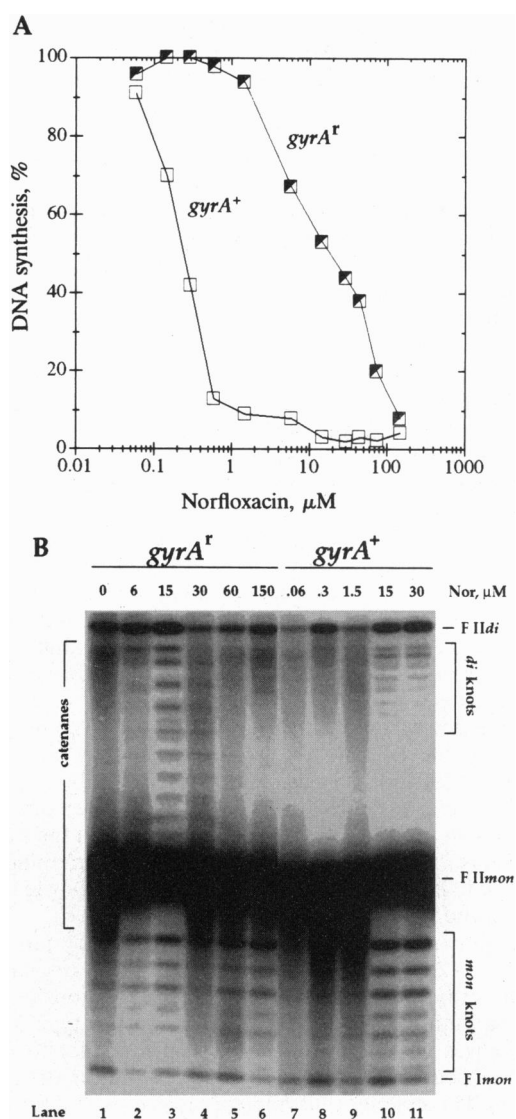 A
DNA synthesis, %
100
80
60
40
20
0
gyrAʳ
gyrA⁺
0.01 0.1 1 10 100 1000
Norfloxacin, μM
B
gyrAʳ gyrA⁺
0 6 15 30 60 150 .06 .3 1.5 15 30 Nor, μM
F IIdi
di knots
catenanes
F IImon
mon knots
F Imon
Lane 1 2 3 4 5 6 7 8 9 10 11